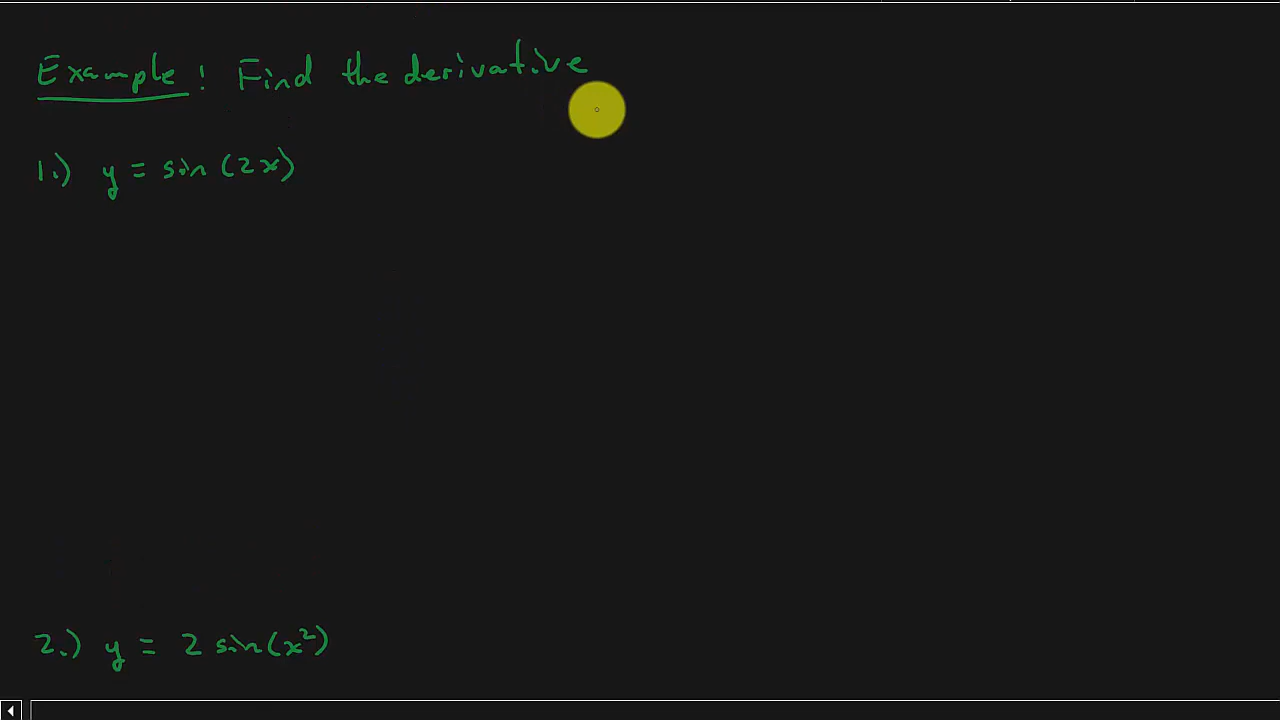 Example: Find the derivative
1.) y = sin(2x)
2.) y = 2 sin(x²)